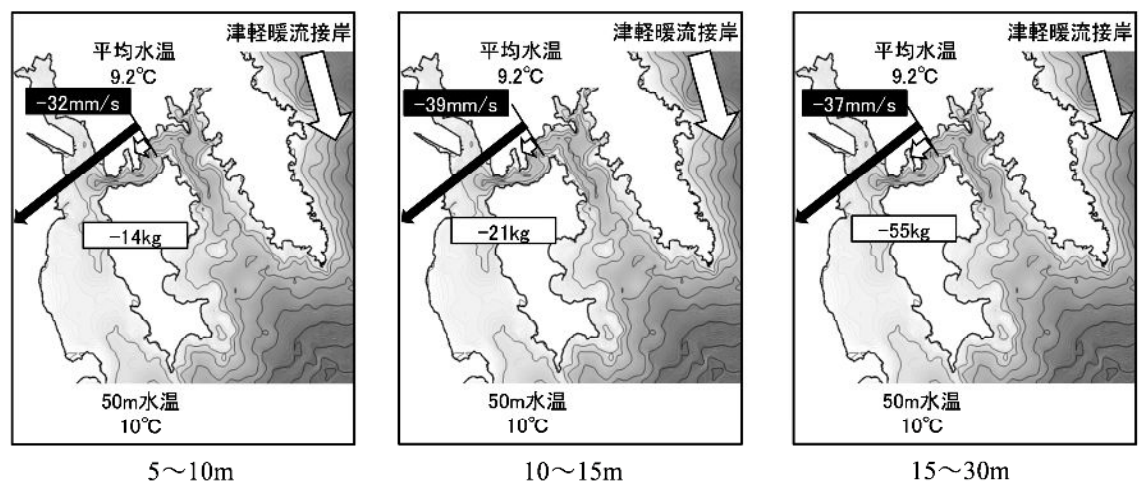 津軽暖流接岸
平均水温
9.2℃
-32mm/s
-14kg
50m水温
10℃
5～10m
津軽暖流接岸
平均水温
9.2℃
-39mm/s
-21kg
50m水温
10℃
10～15m
津軽暖流接岸
平均水温
9.2℃
-37mm/s
-55kg
50m水温
10℃
15～30m